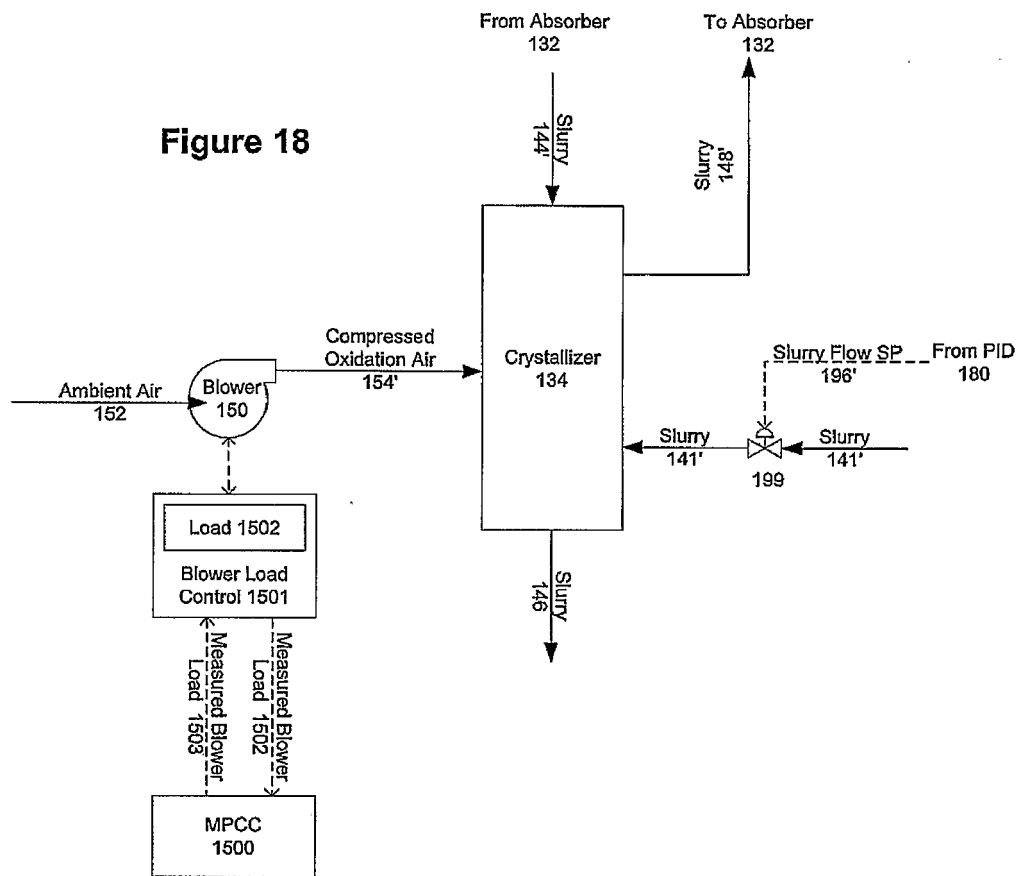 From Absorber
132
To Absorber
132
Figure 18
Slurry
144'
Slurry
148'
Compressed
Oxidation Air
154'
Crystallizer
134
Slurry Flow SP
196'
From PID
180
Ambient Air
152
Blower
150
Slurry
141'
Slurry
141'
199
Load 1502
Blower Load
Control 1501
Slurry
146
Measured Blower
Load 1503
Measured Blower
Load 1502
MPCC
1500